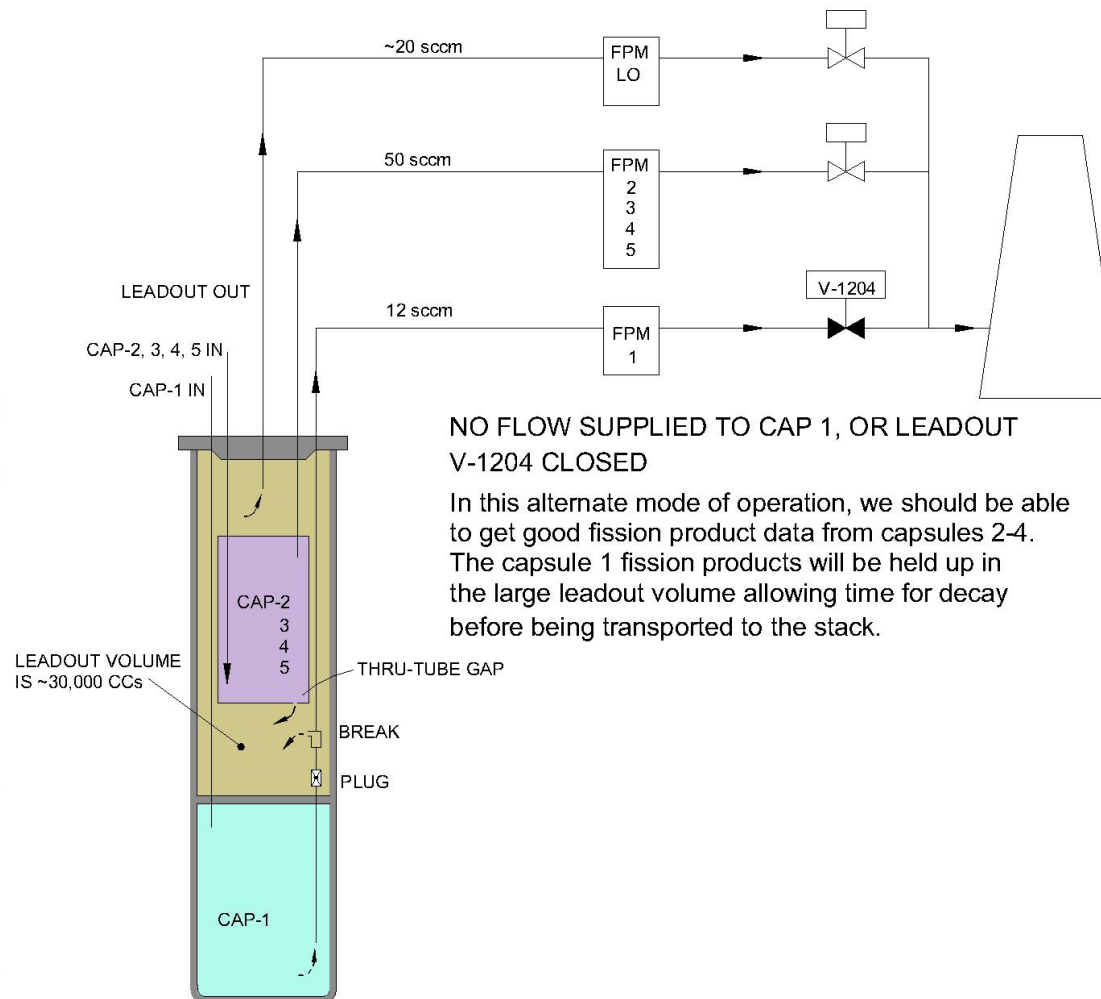 ~20 sccm
FPM
LO
50 sccm
FPM
2
3
4
5
LEADOUT OUT
V-1204
12 sccm
FPM
1
CAP-2, 3, 4, 5 IN
CAP-1 IN
NO FLOW SUPPLIED TO CAP 1, OR LEADOUT
V-1204 CLOSED
In this alternate mode of operation, we should be able
to get good fission product data from capsules 2-4.
The capsule 1 fission products will be held up in
the large leadout volume allowing time for decay
before being transported to the stack.
CAP-2
3
4
5
LEADOUT VOLUME
IS ~30,000 CCs
THRU-TUBE GAP
BREAK
PLUG
CAP-1